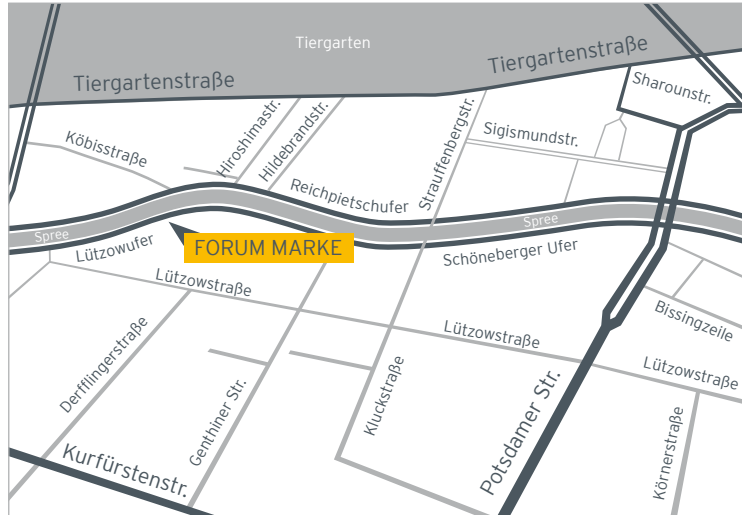 Tiergarten
Tiergartenstraße
Tiergartenstraße
Sharounstr.
Hiroshimastr.
Hildebrandstr.
Strauffenbergstr.
Sigismundstr.
Köbisstraße
Reichpietschufer
Spree
Spree
Lützowufer
FORUM MARKE
Schöneberger Ufer
Lützowstraße
Bissingzeile
Lützowstraße
Lützowstraße
Derfflingerstraße
Genthiner Str.
Kluckstraße
Potsdamer Str.
Körnerstraße
Kurfürstenstr.